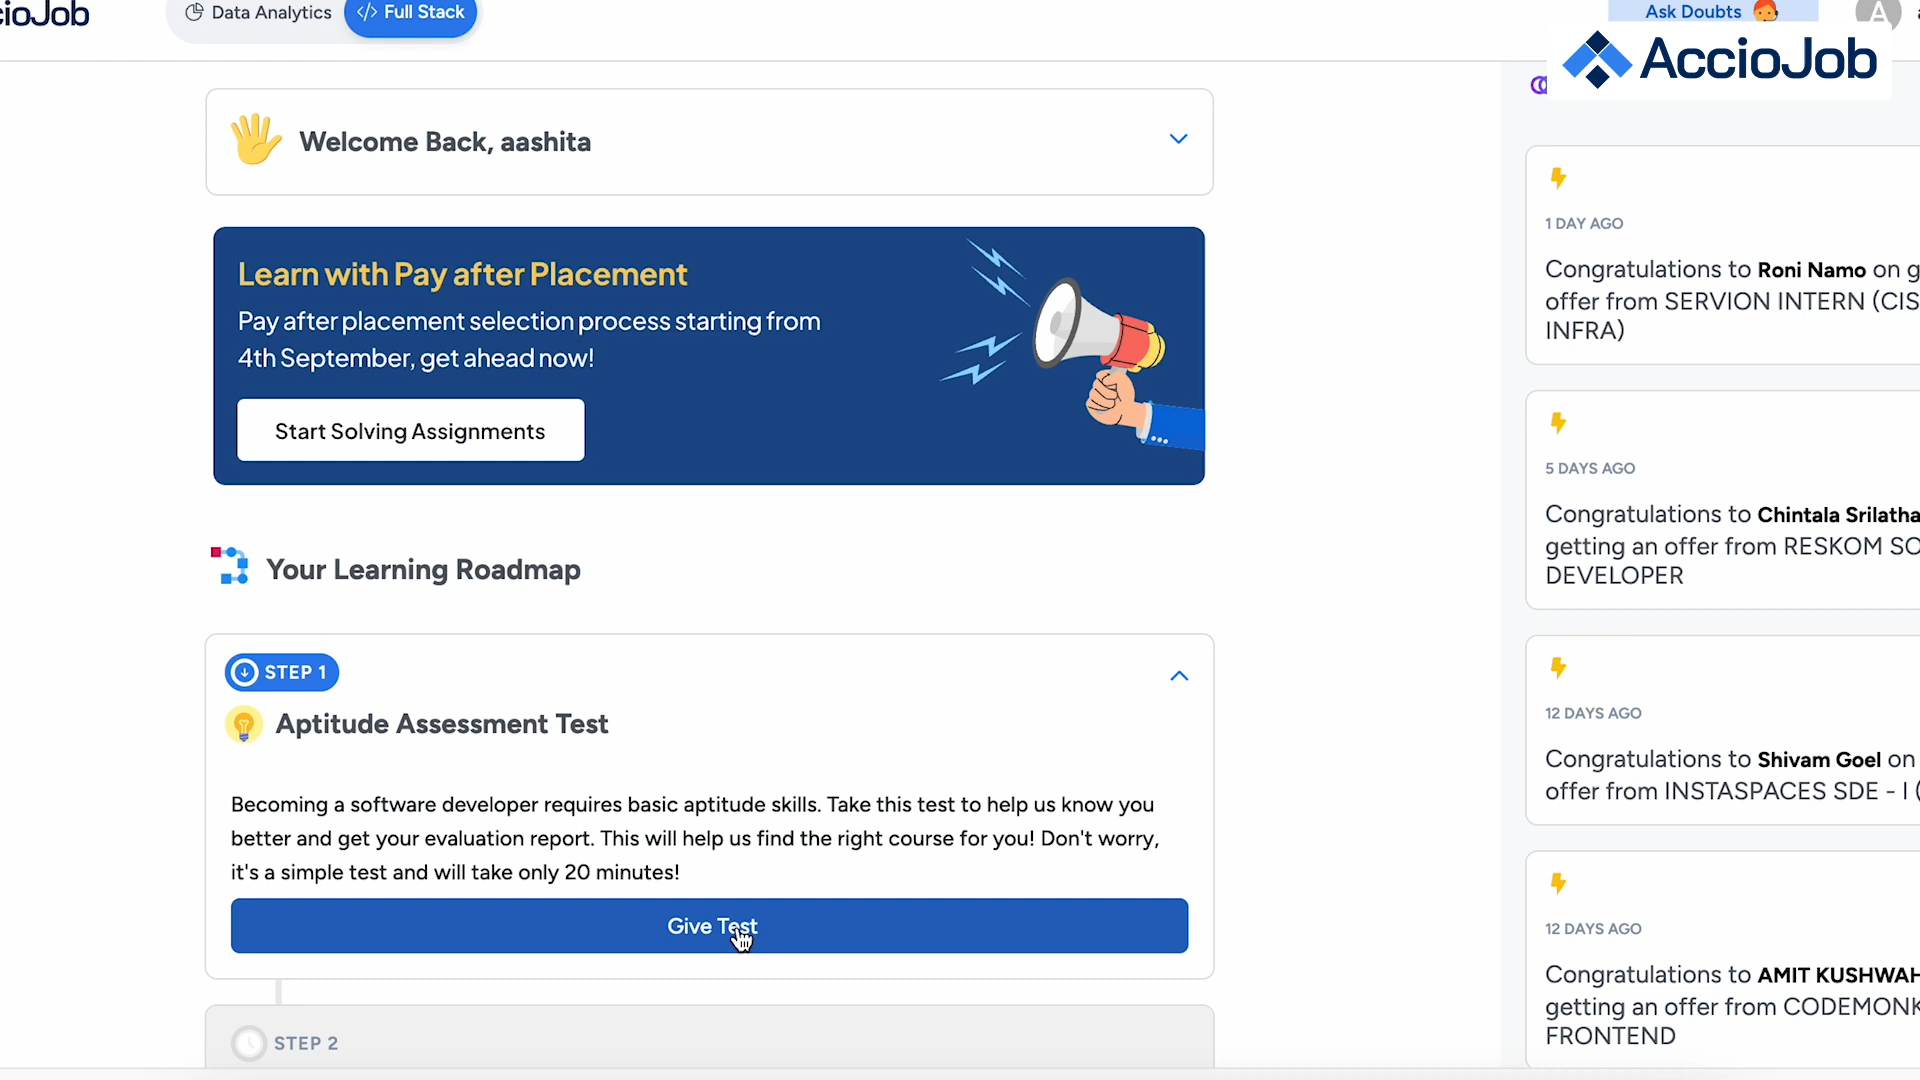 cioJob
Data Analytics
</> Full Stack
Ask Doubts
A
AccioJob
Welcome Back, aashita
Learn with Pay after Placement
Pay after placement selection process starting from
4th September, get ahead now!
Start Solving Assignments
Your Learning Roadmap
STEP 1
Aptitude Assessment Test
Becoming a software developer requires basic aptitude skills. Take this test to help us know you
better and get your evaluation report. This will help us find the right course for you! Don't worry,
it's a simple test and will take only 20 minutes!
Give Test
STEP 2
1 DAY AGO
Congratulations to Roni Namo on g
offer from SERVION INTERN (CIS
INFRA)
5 DAYS AGO
Congratulations to Chintala Srilatha
getting an offer from RESKOM SO
DEVELOPER
12 DAYS AGO
Congratulations to Shivam Goel on
offer from INSTASPACES SDE - I (
12 DAYS AGO
Congratulations to AMIT KUSHWAH
getting an offer from CODEMONK
FRONTEND